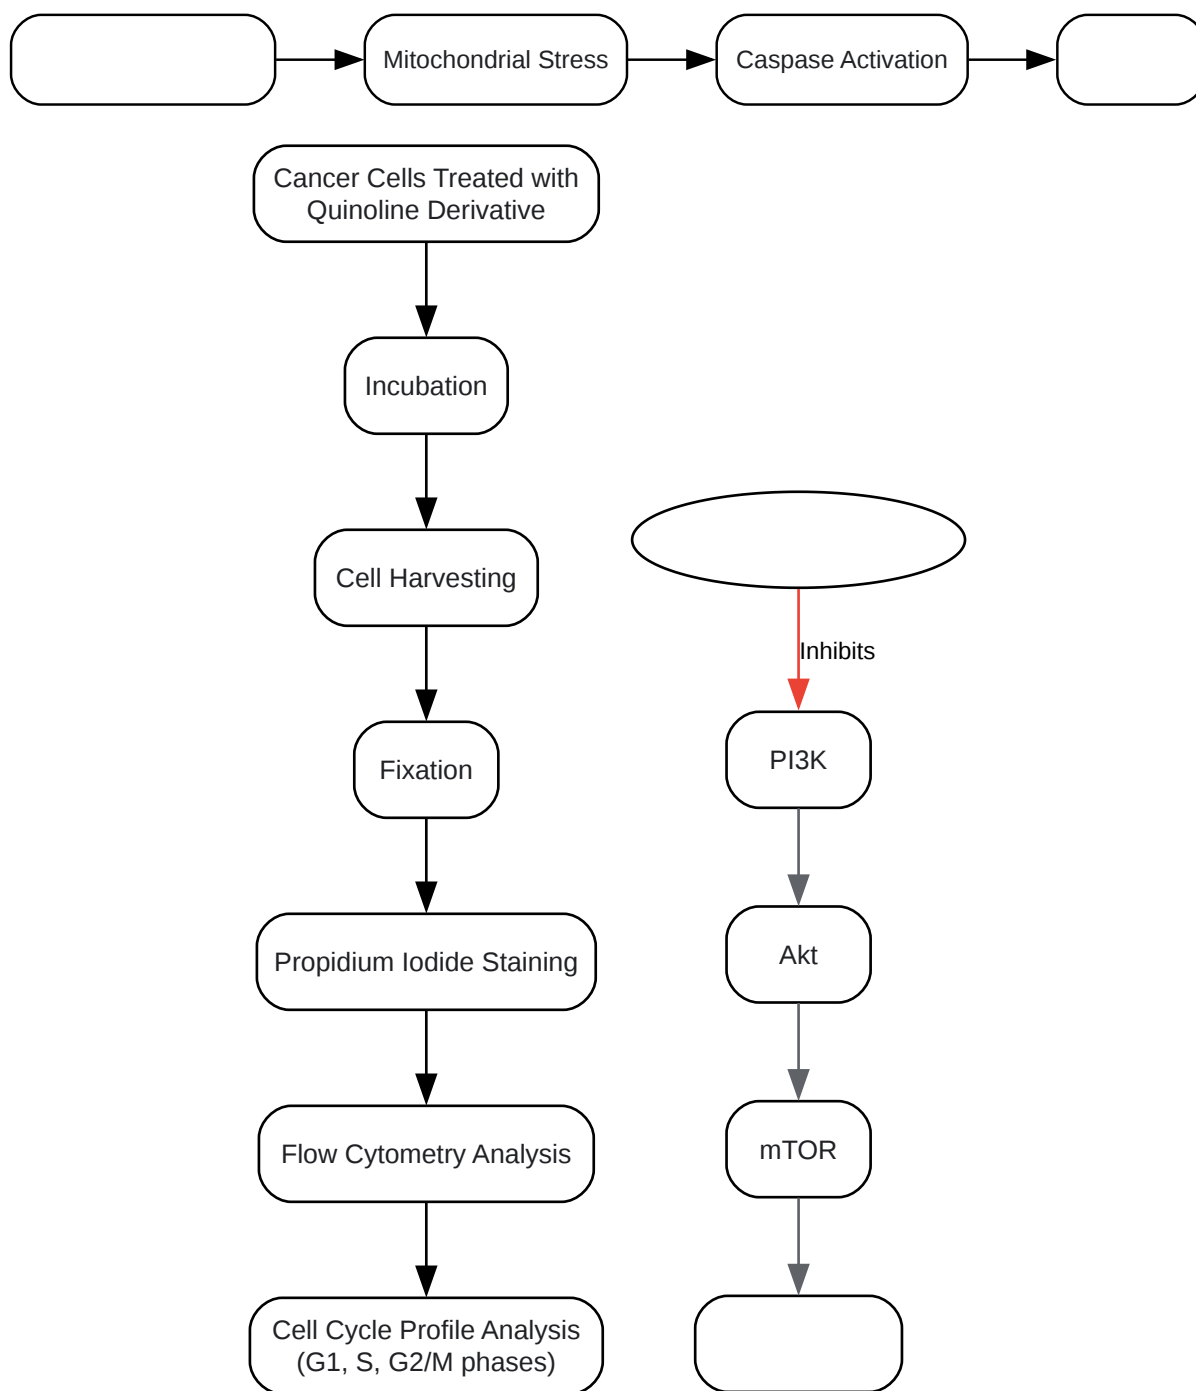 Mitochondrial Stress
Caspase Activation
Cancer Cells Treated with
Quinoline Derivative
Incubation
Cell Harvesting
Fixation
Propidium Iodide Staining
Flow Cytometry Analysis
Cell Cycle Profile Analysis
(G1, S, G2/M phases)
Inhibits
PI3K
Akt
mTOR